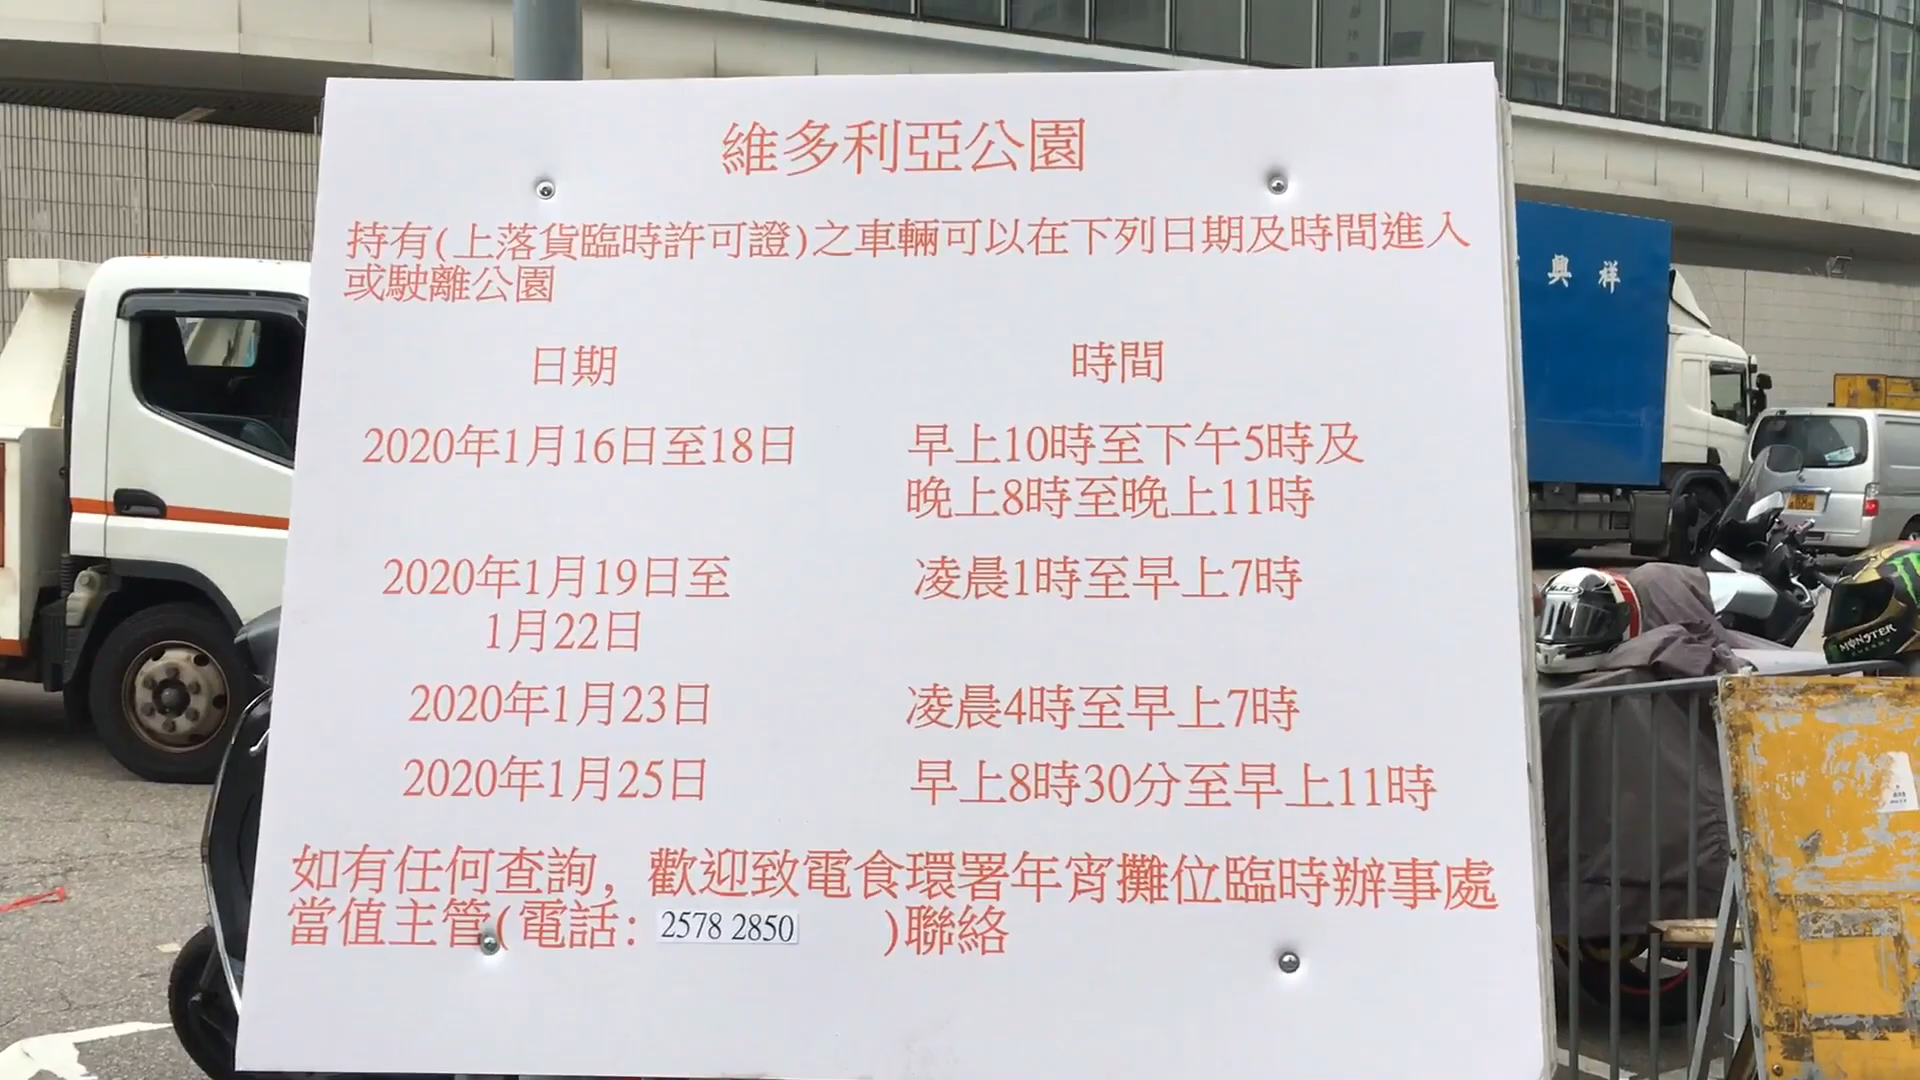 維多利亞公園
持有(上落貨臨時許可證)之車輛可以在下列日期及時間進入
或駛離公園
日期 時間
2020年1月16日至18日 早上10時至下午5時及
晚上8時至晚上11時
2020年1月19日至 凌晨1時至早上7時
1月22日
2020年1月23日 凌晨4時至早上7時
2020年1月25日 早上8時30分至早上11時
如有任何查詢, 歡迎致電食環署年宵攤位臨時辦事處
當值主管(電話: 2578 2850 )聯絡
興祥
MONSTER
ENERGY